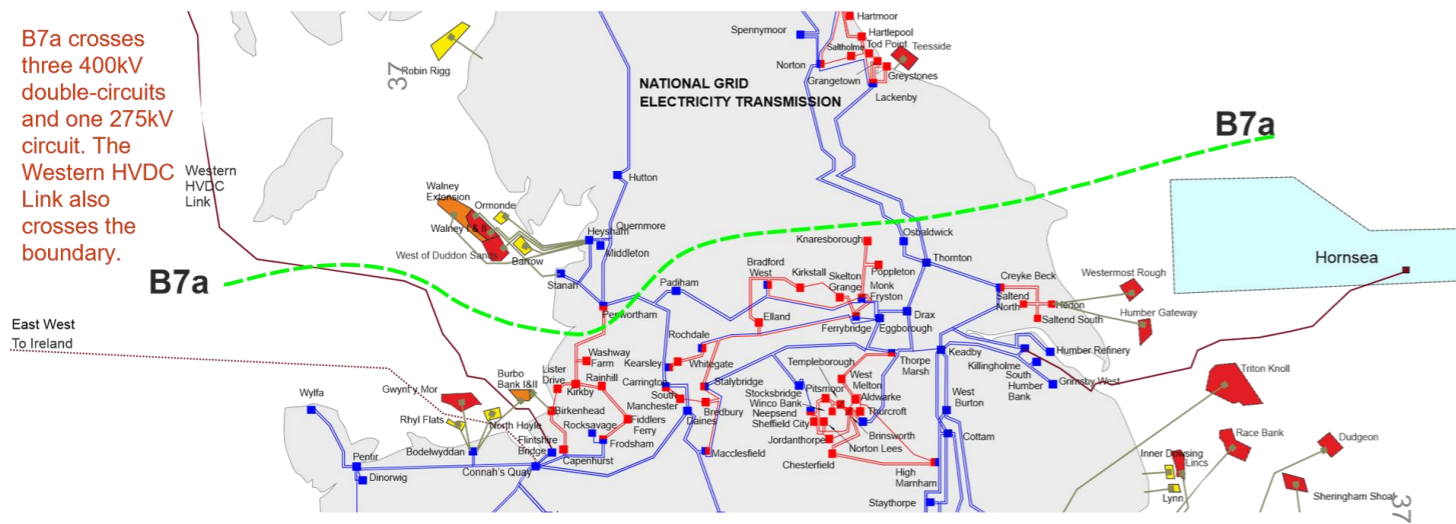 B7a crosses
three 400kV
double-circuits
and one 275kV
circuit. The
Western HVDC
Link also
crosses the
boundary.
Western
HVDC
Link
B7a
East West
To Ireland
Robin Rigg
37
NATIONAL GRID
ELECTRICITY TRANSMISSION
Spennymoor
Norton
Hartmoor
Hartlepool
Saltholme
Tod Point
Teesside
Grangetown
Greystones
Lackenby
B7a
Hornsea
Hutton
Walney
Extension
Ormonde
Walney I & II
West of Duddon Sands
Barrow
Quernmore
Heysham
Middleton
Stanah
Penwortham
Padiham
Knaresborough
Osbaldwick
Bradford
West
Kirkstall
Skelton
Grange
Poppleton
Monk
Fryston
Thornton
Creyke Beck
Westermost Rough
Saltend
North
Hedon
Saltend South
Humber Gateway
Elland
Ferrybridge
Eggborough
Drax
Rochdale
Whitegate
Kearsley
Washway
Farm
Lister
Drive
Rainhill
Kirkby
Carrington
South
Manchester
Stalybridge
Bredbury
Daines
Macclesfield
Templeborough
Thorpe
Marsh
Keadby
Killingholme
Humber Refinery
South
Humber
Bank
Grimsby West
Stocksbridge
Pitsmoor
West
Melton
Winco Bank
Aldwarke
Neepsend
Thurcroft
Sheffield City
Jordanthorpe
Brinsworth
Norton Lees
Chesterfield
High
Marnham
West
Burton
Cottam
Staythorpe
Burbo
Bank I&II
Gwynt y Mor
Rhyl Flats
North Hoyle
Birkenhead
Rocksavage
Fiddlers
Ferry
Frodsham
Flintshire
Bridge
Capenhurst
Bodelwyddan
Connah's Quay
Wylfa
Pentir
Dinorwig
Triton Knoll
Race Bank
Dudgeon
Inner Dowsing
Lincs
Lynn
Sheringham Shoal
37